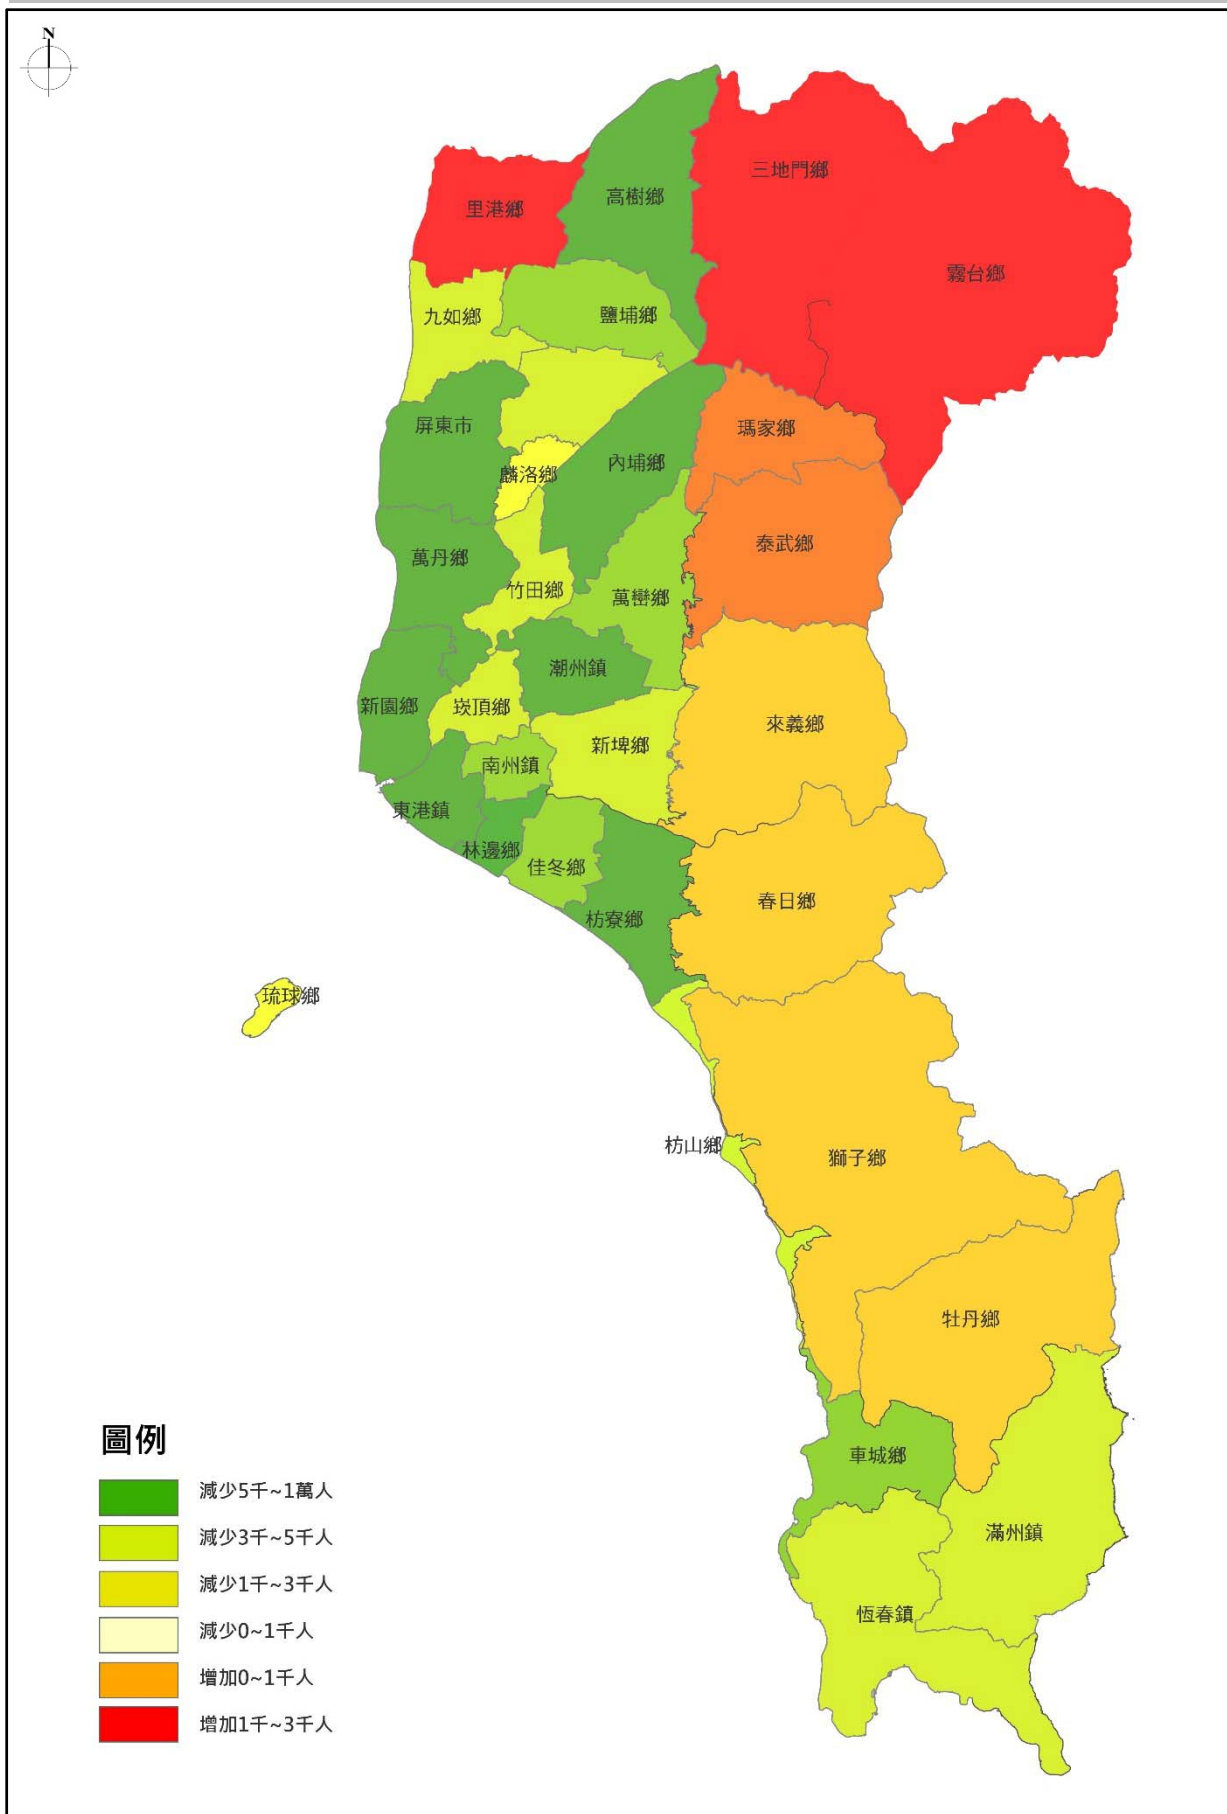 N
三地門鄉
高樹鄉
里港鄉
霧台鄉
九如鄉
鹽埔鄉
屏東市
瑪家鄉
內埔鄉
麟洛鄉
泰武鄉
萬丹鄉
竹田鄉
萬巒鄉
潮州鎮
新園鄉
崁頂鄉
來義鄉
新埤鄉
南州鎮
東港鎮
林邊鄉
佳冬鄉
春日鄉
枋寮鄉
琉球鄉
枋山鄉
獅子鄉
牡丹鄉
車城鄉
滿州鎮
恆春鎮
圖例
減少5千~1萬人
減少3千~5千人
減少1千~3千人
減少0~1千人
增加0~1千人
增加1千~3千人